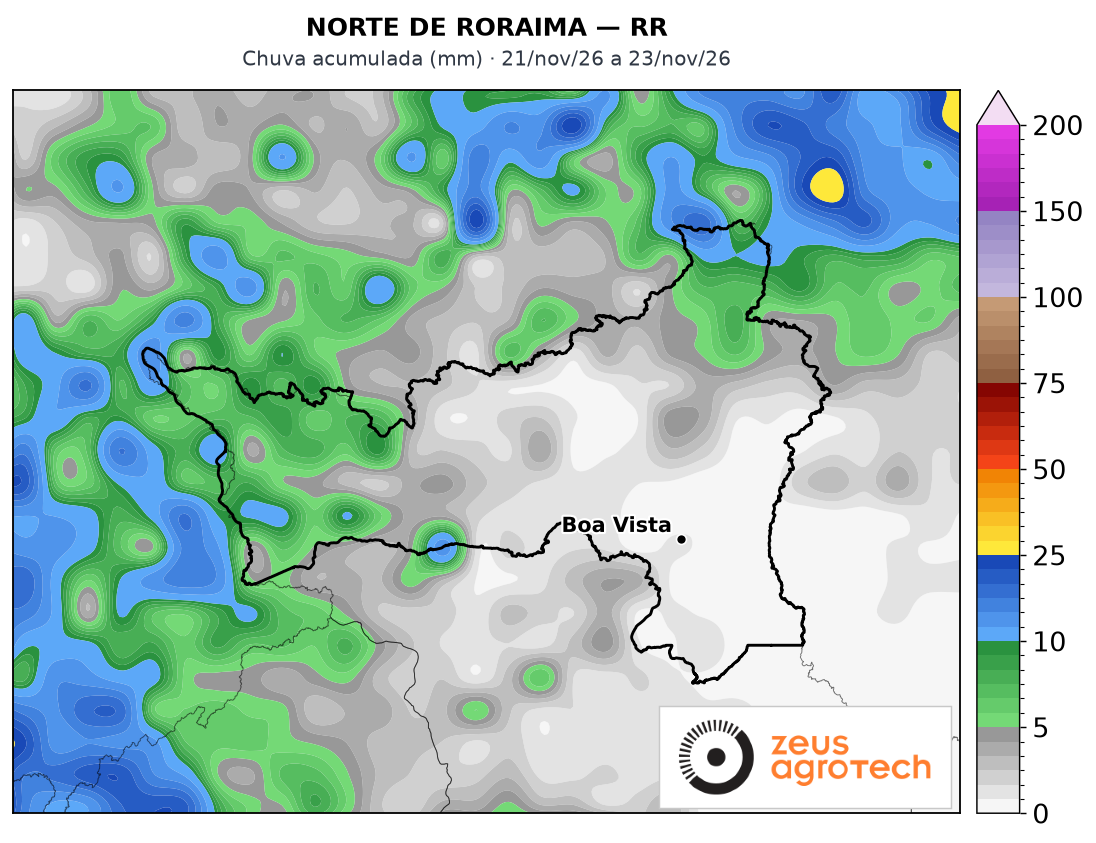 NORTE DE RORAIMA — RR
Chuva acumulada (mm) · 21/nov/26 a 23/nov/26
200
150
100
75
50
25
10
5
0
Boa Vista
zeus
agrotech